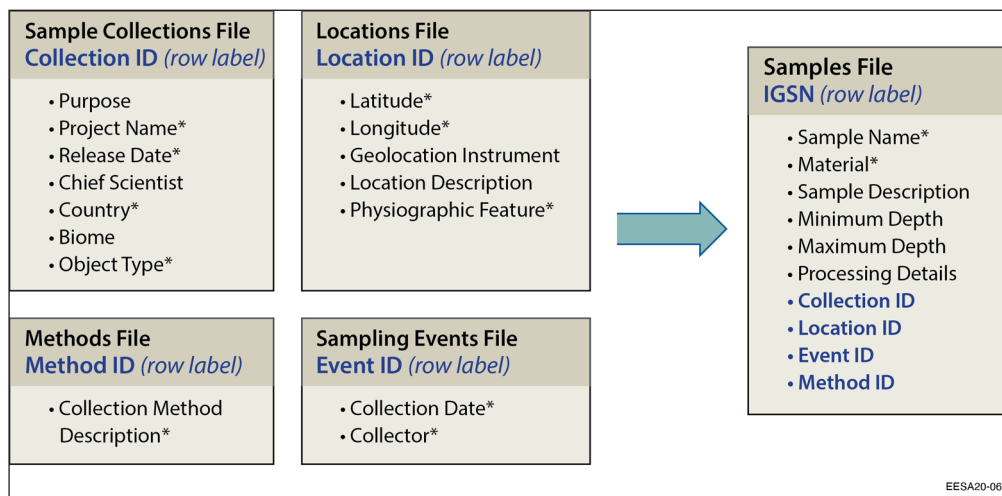 Sample Collections File
Collection ID (row label)
• Purpose
• Project Name*
• Release Date*
• Chief Scientist
• Country*
• Biome
• Object Type*
Locations File
Location ID (row label)
• Latitude*
• Longitude*
• Geolocation Instrument
• Location Description
• Physiographic Feature*
Methods File
Method ID (row label)
• Collection Method
Description*
Sampling Events File
Event ID (row label)
• Collection Date*
• Collector*
Samples File
IGSN (row label)
• Sample Name*
• Material*
• Sample Description
• Minimum Depth
• Maximum Depth
• Processing Details
• Collection ID
• Location ID
• Event ID
• Method ID
EESA20-06